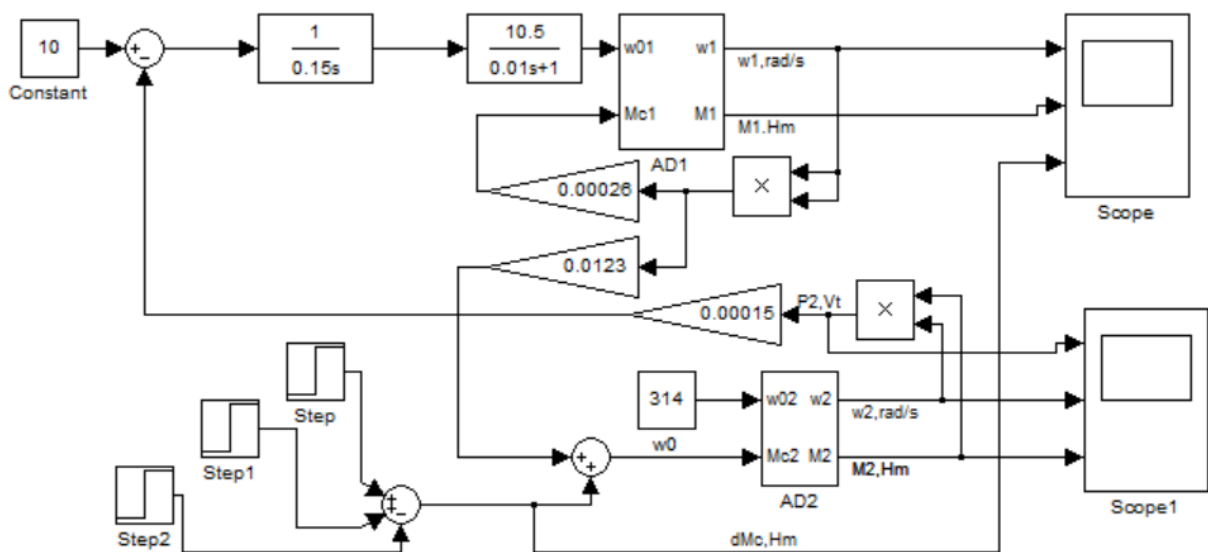 10
Constant
+
-
1
0.15s
10.5
0.01s+1
w01
w1
Mc1
M1
AD1
w1,rad/s
M1.Hm
Scope
0.00026
×
0.0123
0.00015
P2,Vt
×
Step
Step1
Step2
+
+
-
+
+
314
w0
w02
w2
Mc2
M2
AD2
w2,rad/s
M2,Hm
Scope1
dMc,Hm